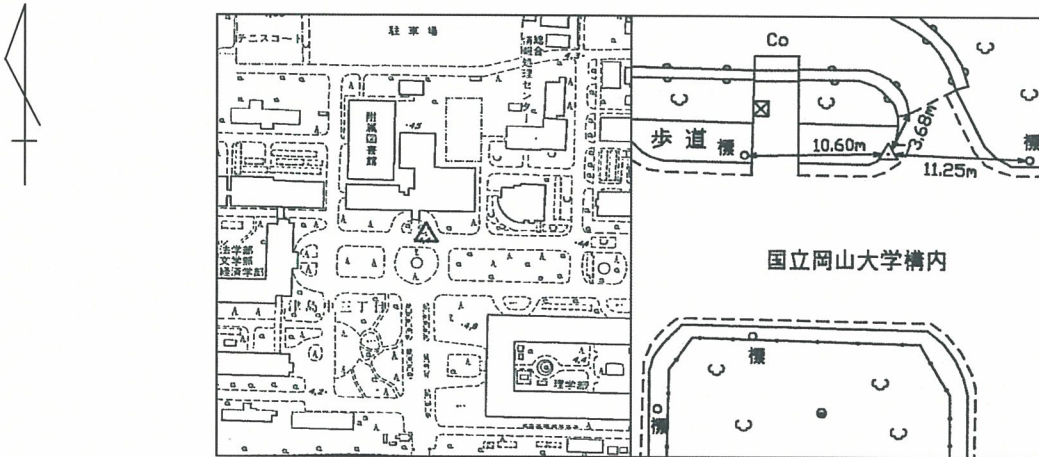 テニスコート
駐車場
総合
情報処理センター
附属図書館
法学部
文学部
経済学部
津島中三丁目
理学部
Co
歩道
標
10.60m
3.68m
11.25m
標
国立岡山大学構内
標
標